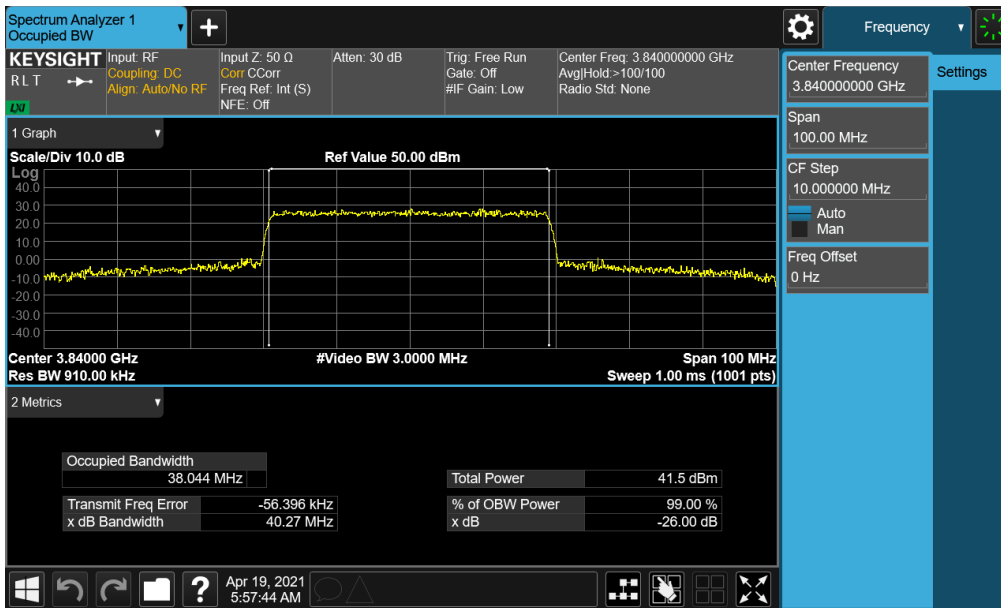 Spectrum Analyzer 1
Occupied BW
+
Frequency
KEYSIGHT
R L T
LXI
Input: RF
Coupling: DC
Align: Auto/No RF
Input Z: 50 Ω
Corr CCorr
Freq Ref: Int (S)
NFE: Off
Atten: 30 dB
Trig: Free Run
Gate: Off
#IF Gain: Low
Center Freq: 3.840000000 GHz
Avg|Hold:>100/100
Radio Std: None
Center Frequency
3.840000000 GHz
Settings
Span
100.00 MHz
CF Step
10.000000 MHz
Auto
Man
Freq Offset
0 Hz
1 Graph
Scale/Div 10.0 dB
Ref Value 50.00 dBm
Log
40.0
30.0
20.0
10.0
0.00
-10.0
-20.0
-30.0
-40.0
Center 3.84000 GHz
#Video BW 3.0000 MHz
Span 100 MHz
Res BW 910.00 kHz
Sweep 1.00 ms (1001 pts)
2 Metrics
Occupied Bandwidth
38.044 MHz
Total Power 41.5 dBm
Transmit Freq Error -56.396 kHz
% of OBW Power 99.00 %
x dB Bandwidth 40.27 MHz
x dB -26.00 dB
?
Apr 19, 2021
5:57:44 AM